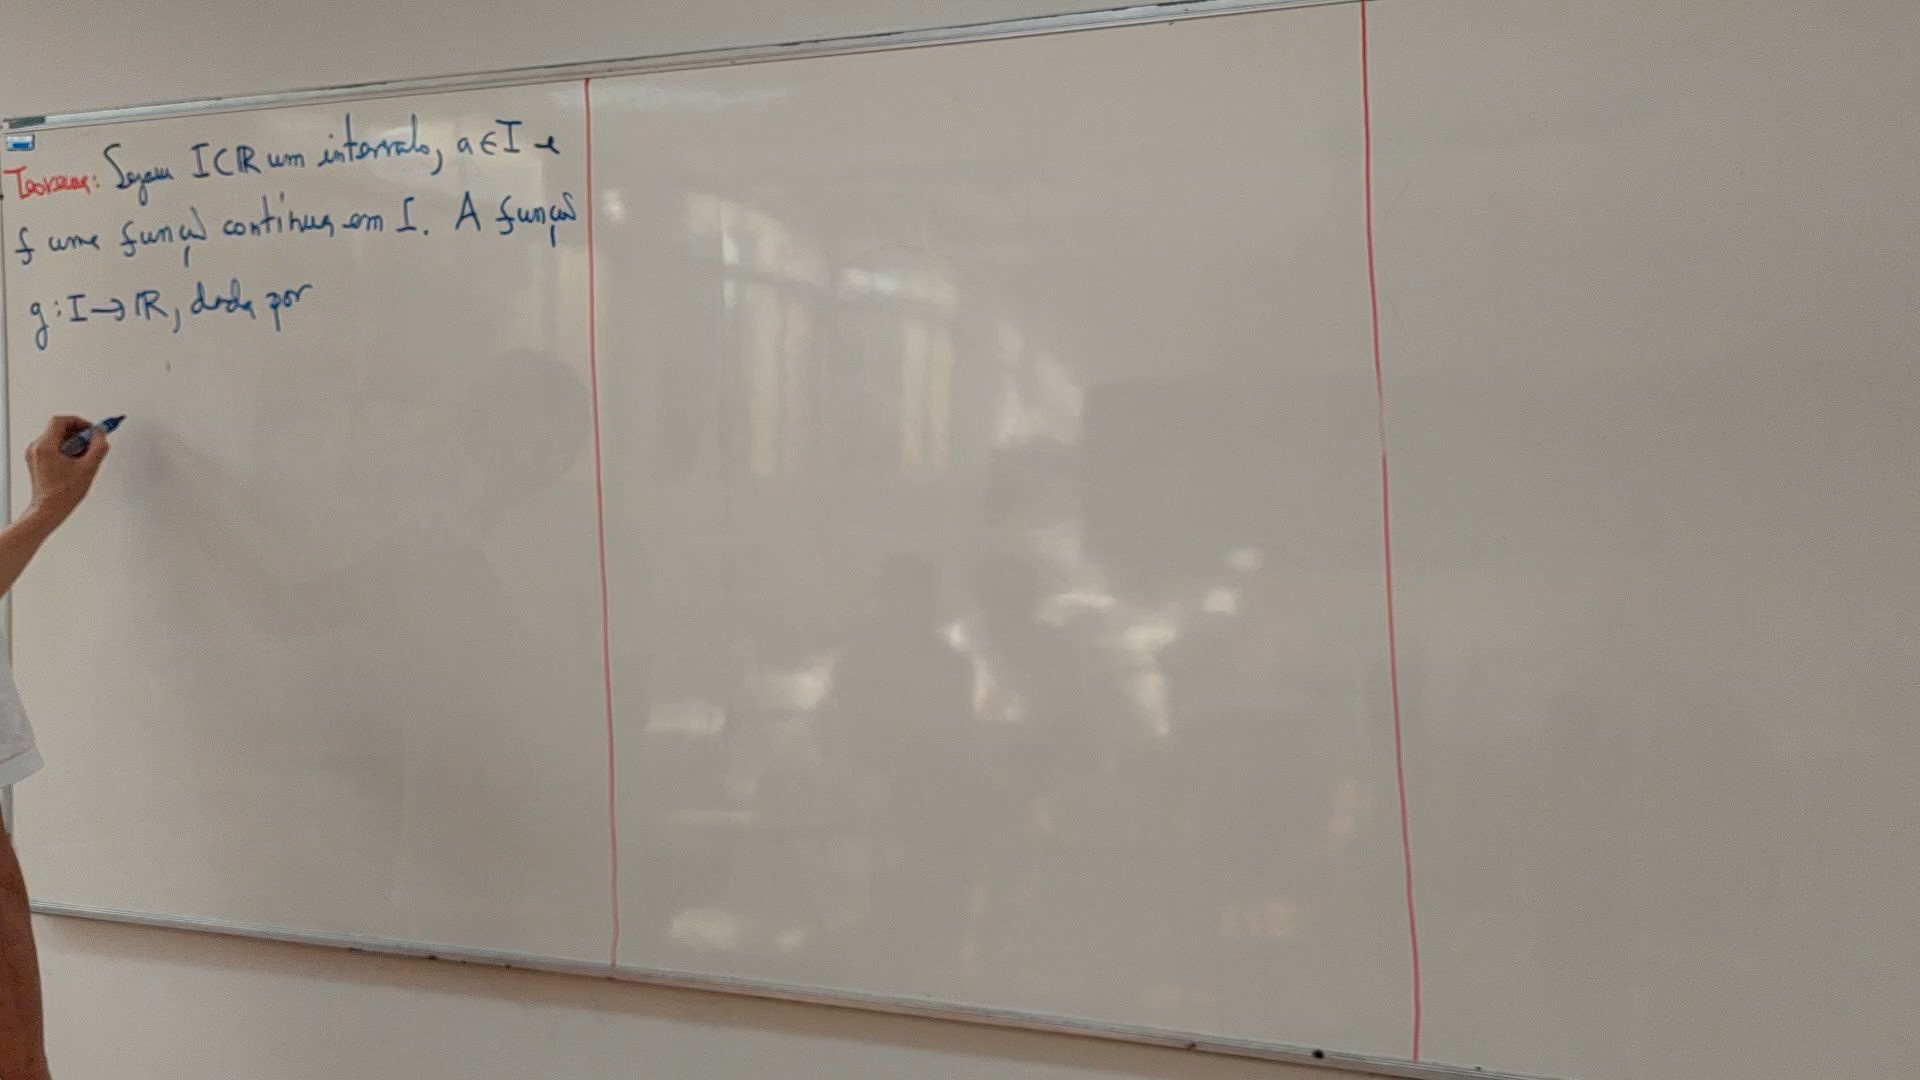 Teorema: Sejam I⊂ℝ um intervalo, a∈I e
f uma função contínua em I. A função
g: I→ℝ, dada por